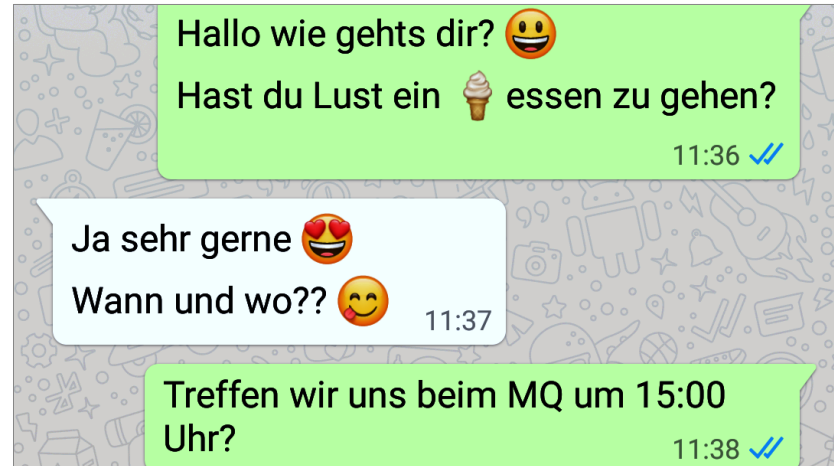 Hallo wie gehts dir? 😃
Hast du Lust ein 🍦 essen zu gehen?
11:36
Ja sehr gerne 😍
Wann und wo?? 😋
11:37
Treffen wir uns beim MQ um 15:00
Uhr?
11:38